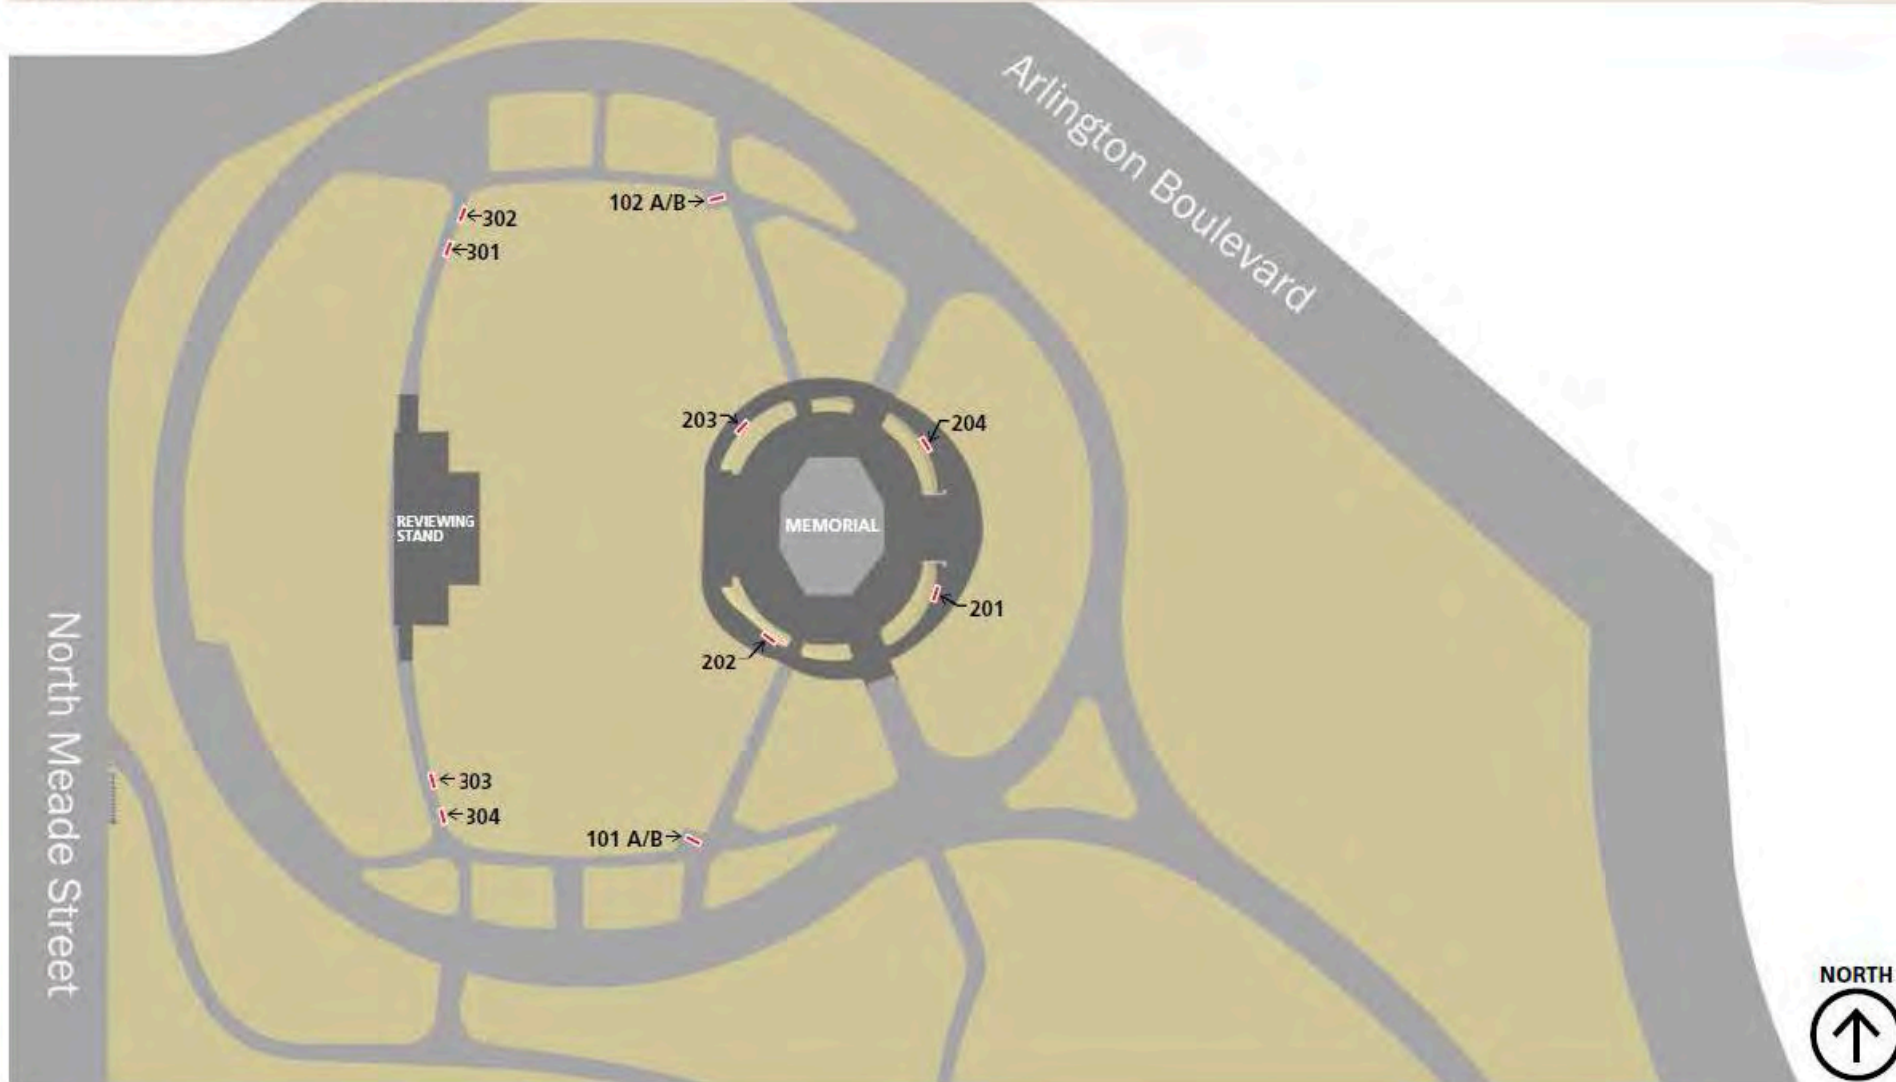 Arlington Boulevard
102 A/B
302
301
203
204
REVIEWING
STAND
MEMORIAL
201
202
North Meade Street
303
304
101 A/B
NORTH